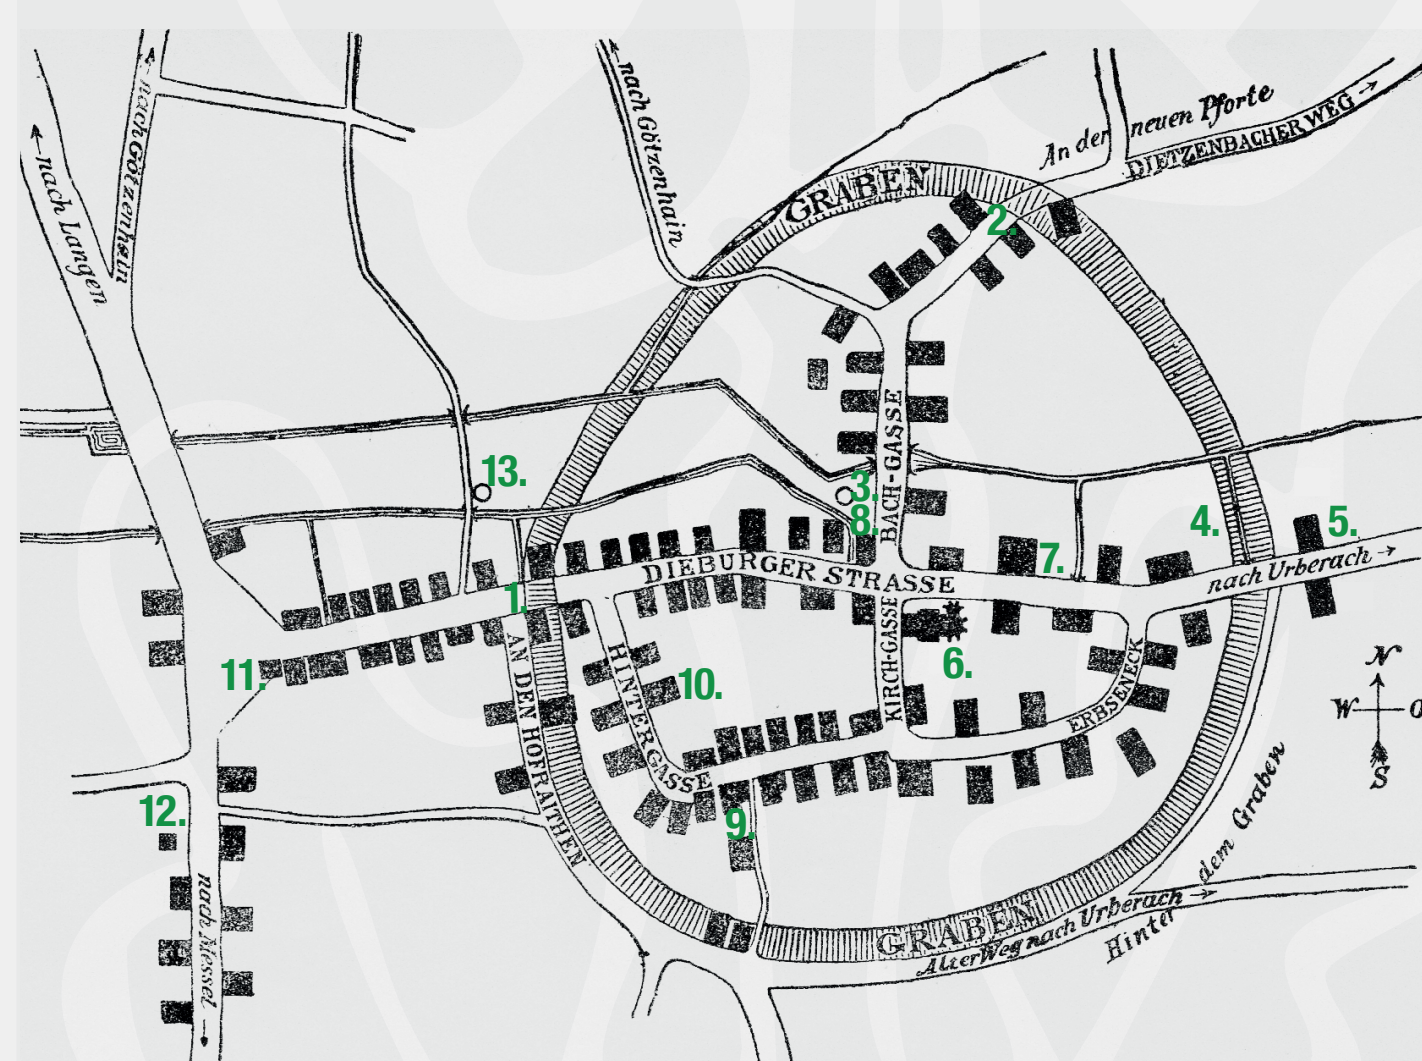 nach Langen
nach Götzenhain
nach Götzenhain
GRABEN
An der neuen Pforte
DIETZENBACHER WEG
2.
13.
3.
8.
BACH-GASSE
4.
5.
7.
1.
DIEBURGER STRASSE
nach Urberach
AN DEN HOFRAITHEN
HINTERGASSE
10.
11.
KIRCH-GASSE
6.
ERBSENECK
N
W
O
S
12.
9.
nach Messel
GRABEN
Alter Weg nach Urberach
Hinter dem Graben